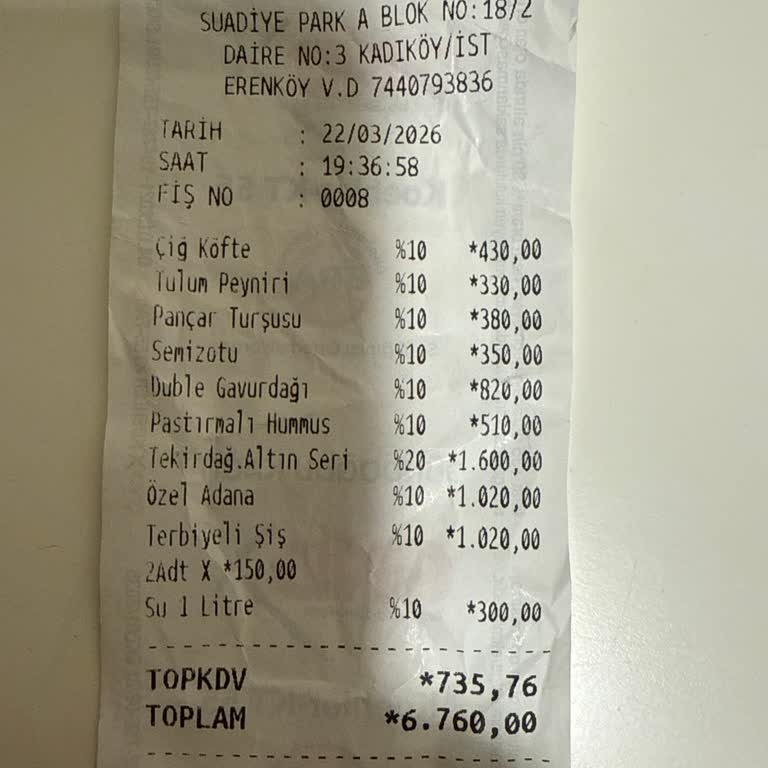 SUADİYE PARK A BLOK NO:18/2
DAİRE NO:3 KADIKÖY/İST
ERENKÖY V.D 7440793836
TARİH : 22/03/2026
SAAT : 19:36:58
FİŞ NO : 0008
Çiğ Köfte %10 *430,00
Tulum Peyniri %10 *330,00
Pançar Turşusu %10 *380,00
Semizotu %10 *350,00
Duble Gavurdağı %10 *820,00
Pastırmalı Hummus %10 *510,00
Tekirdağ.Altın Seri %20 *1.600,00
Özel Adana %10 *1.020,00
Terbiyeli Şiş %10 *1.020,00
2Adt X *150,00
Su 1 Litre %10 *300,00
TOPKDV *735,76
TOPLAM *6.760,00